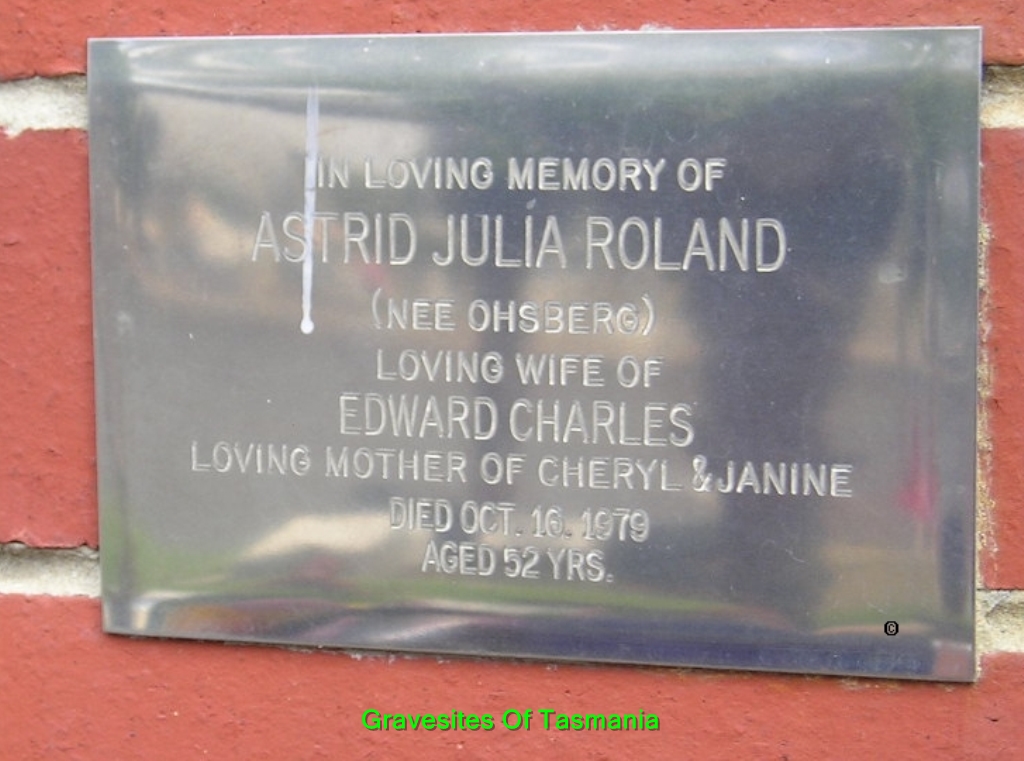 IN LOVING MEMORY OF
ASTRID JULIA ROLAND
(NEE OHSBERG)
LOVING WIFE OF
EDWARD CHARLES
LOVING MOTHER OF CHERYL & JANINE
DIED OCT. 16. 1979
AGED 52 YRS.
©
Gravesites Of Tasmania